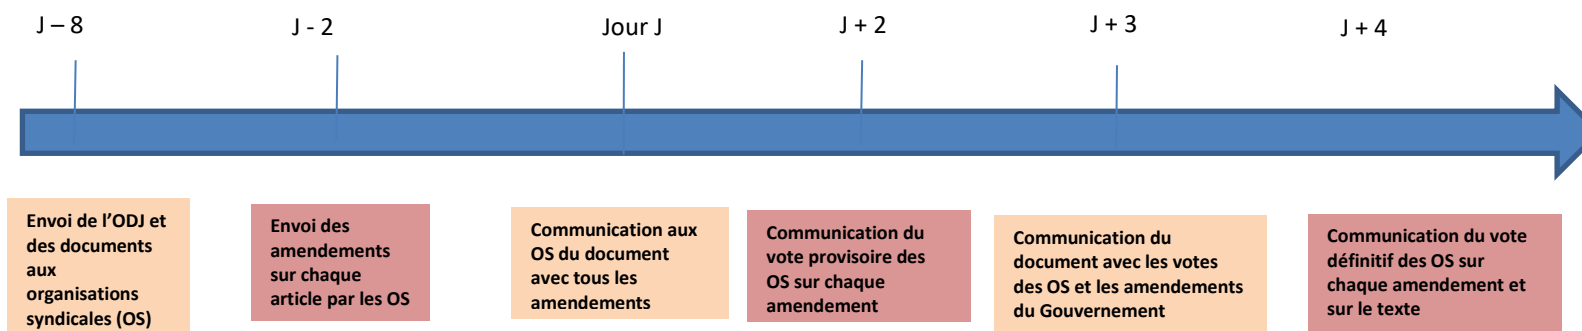 J – 8
J - 2
Jour J
J + 2
J + 3
J + 4
Envoi de l’ODJ et
des documents
aux
organisations
syndicales (OS)
Envoi des
amendements
sur chaque
article par les OS
Communication aux
OS du document
avec tous les
amendements
Communication du
vote provisoire des
OS sur chaque
amendement
Communication du
document avec les votes
des OS et les amendements
du Gouvernement
Communication du vote
définitif des OS sur
chaque amendement et
sur le texte